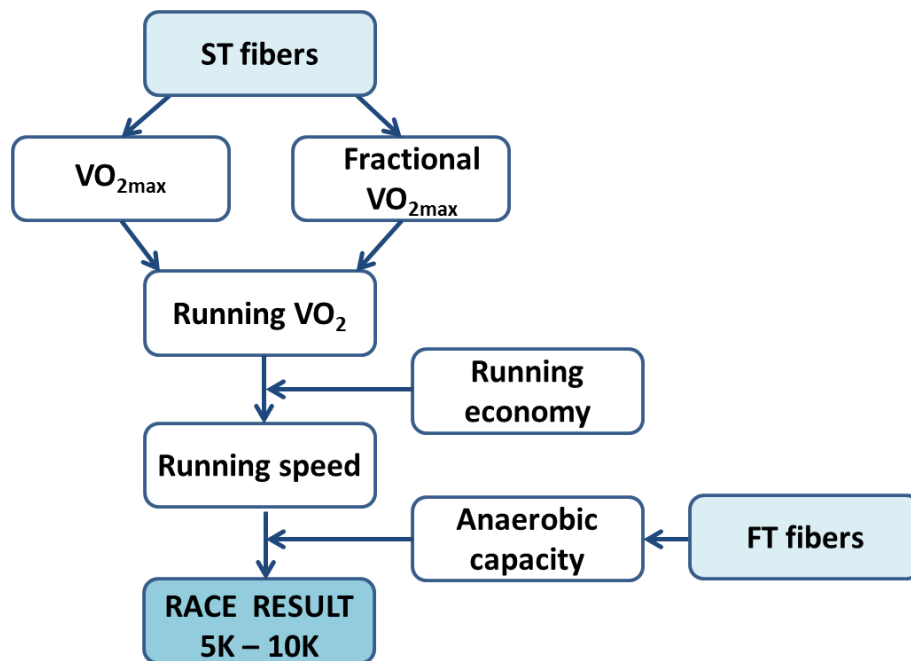 ST fibers
VO2max
Fractional
VO2max
Running VO2
Running
economy
Running speed
Anaerobic
capacity
FT fibers
RACE RESULT
5K – 10K